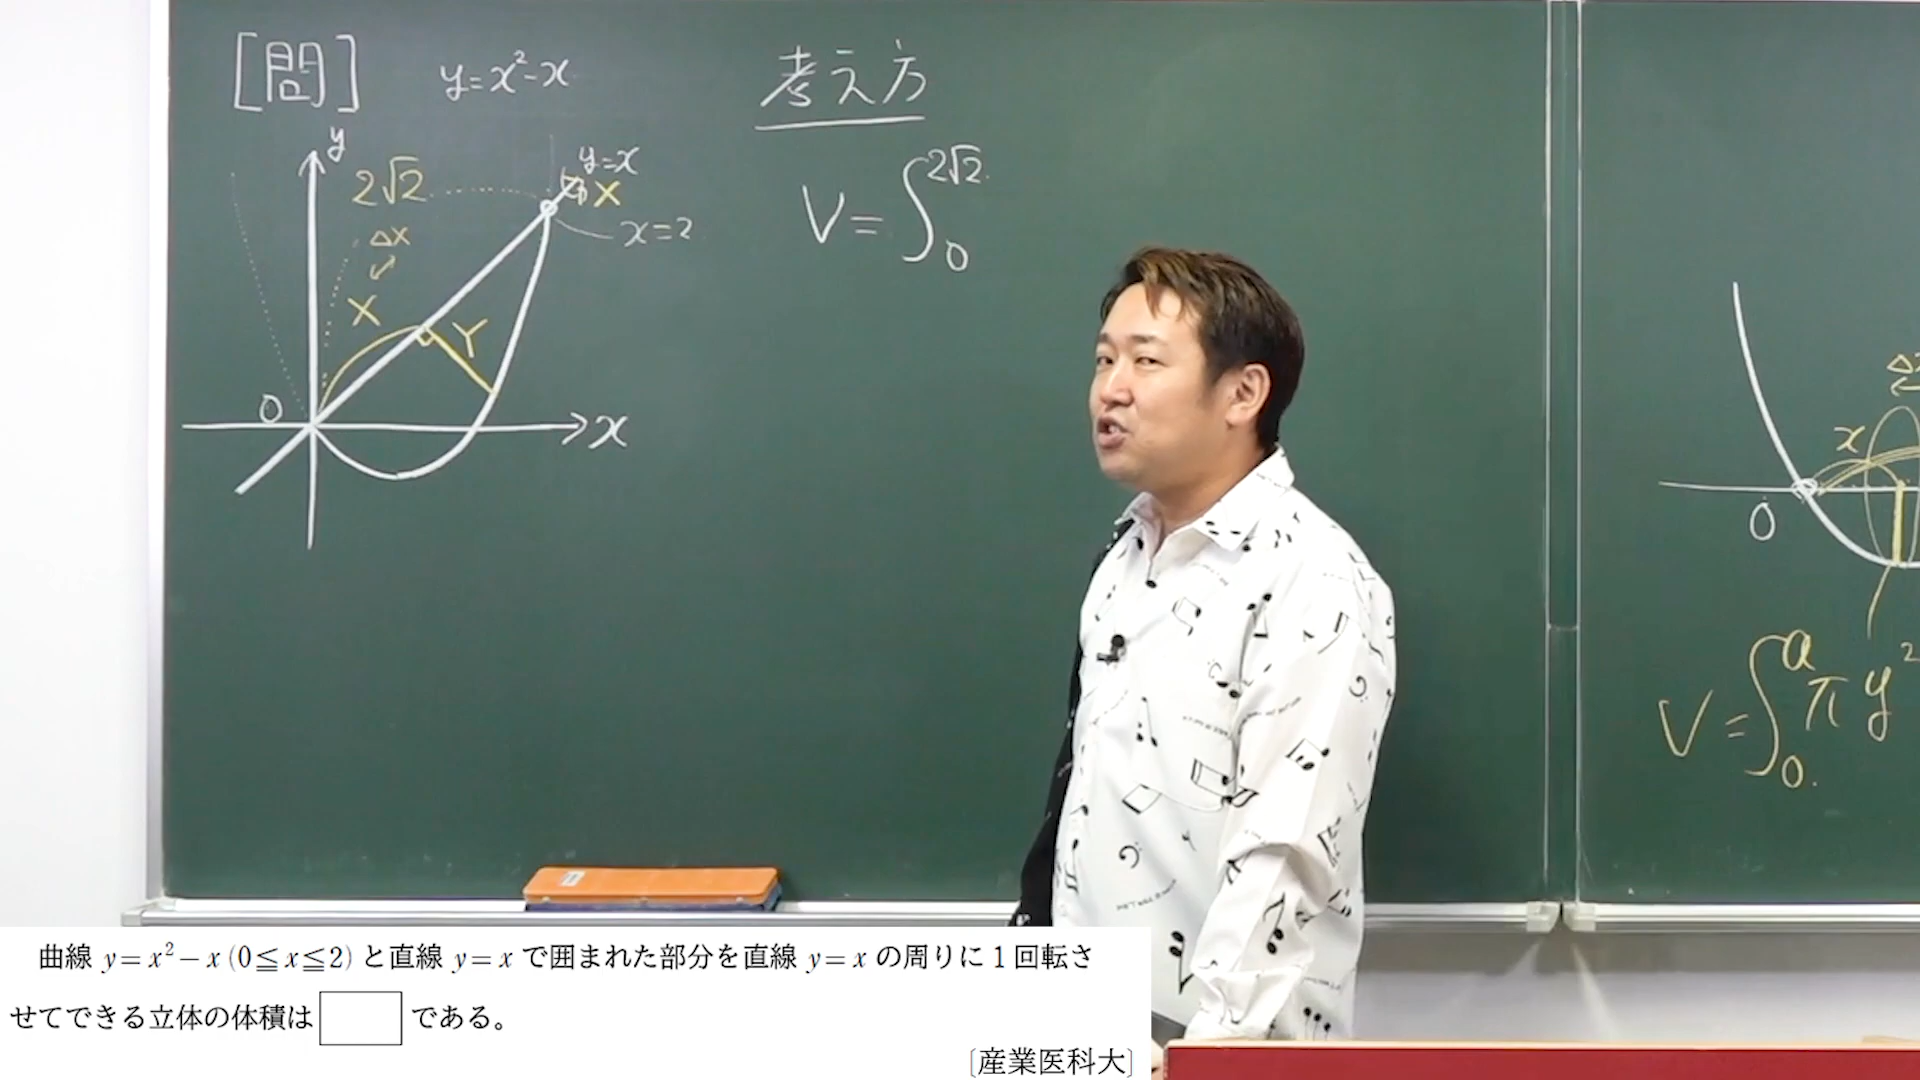 [問] y=x²-x
考え方
y
2√2
y=x
X
x=2
ΔX
X
Y
O
x
V=∫₀^{2√2}
x
O
V=∫₀^a πy²
曲線 y=x²-x (0≦x≦2) と直線 y=x で囲まれた部分を直線 y=x の周りに 1 回転さ
せてできる立体の体積は□である。
[産業医科大]